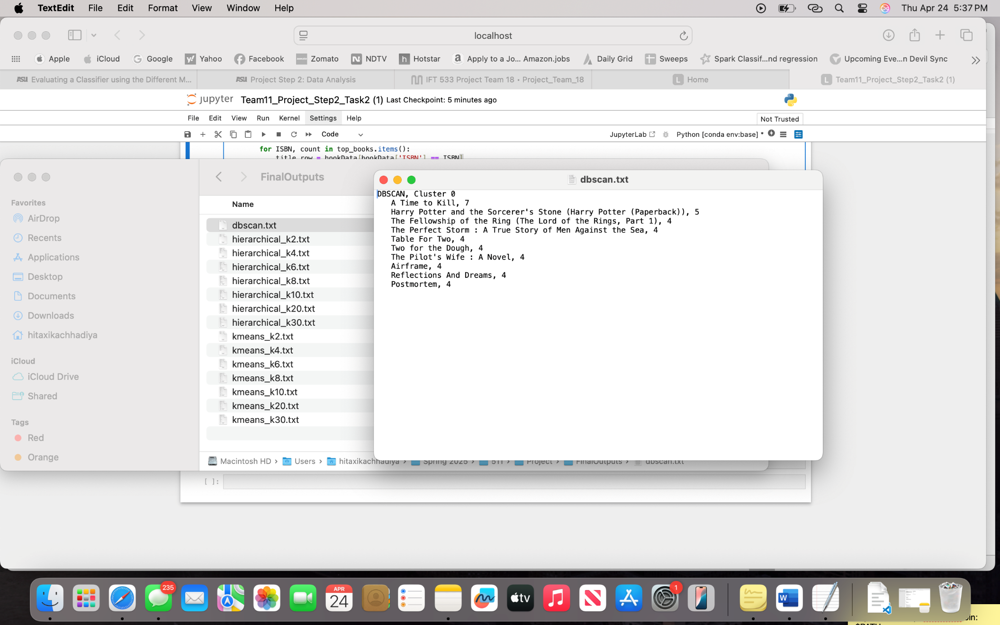 TextEdit File Edit Format View Window Help Thu Apr 24 5:37 PM
localhost
Apple iCloud Google Yahoo Facebook Zomato NDTV Hotstar Apply to a Jo... Amazon.jobs Daily Grid Sweeps Spark Classif...nd regression Upcoming Eve...n Devil Sync
ASU Evaluating a Classifier using the Different M... ASU Project Step 2: Data Analysis IFT 533 Project Team 18 • Project_Team_18 L Home L Team11_Project_Step2_Task2 (1)
jupyter Team11_Project_Step2_Task2 (1) Last Checkpoint: 5 minutes ago
File Edit View Run Kernel Settings Help Not Trusted
Code JupyterLab Python [conda env:base] *
for ISBN, count in top_books.items():
title_row = bookData[bookData['ISBN'] == ISBN]
FinalOutputs
Name
dbscan.txt
hierarchical_k2.txt
hierarchical_k4.txt
hierarchical_k6.txt
hierarchical_k8.txt
hierarchical_k10.txt
hierarchical_k20.txt
hierarchical_k30.txt
kmeans_k2.txt
kmeans_k4.txt
kmeans_k6.txt
kmeans_k8.txt
kmeans_k10.txt
kmeans_k20.txt
kmeans_k30.txt
Favorites
AirDrop
Recents
Applications
Desktop
Documents
Downloads
hitaxikachhadiya
iCloud
iCloud Drive
Shared
Tags
Red
Orange
dbscan.txt
DBSCAN, Cluster 0
A Time to Kill, 7
Harry Potter and the Sorcerer's Stone (Harry Potter (Paperback)), 5
The Fellowship of the Ring (The Lord of the Rings, Part 1), 4
The Perfect Storm : A True Story of Men Against the Sea, 4
Table For Two, 4
Two for the Dough, 4
The Pilot's Wife : A Novel, 4
Airframe, 4
Reflections And Dreams, 4
Postmortem, 4
Macintosh HD › Users › hitaxikachhadiya › Spring 2025 › 511 › Project › FinalOutputs › dbscan.txt
[ ]:
235
APR
24
tv
1
W